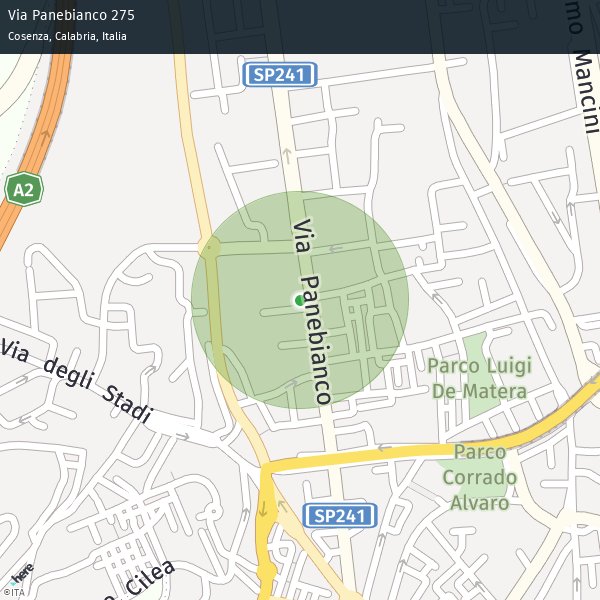 Via Panebianco 275
Cosenza, Calabria, Italia
SP241
Mancini
A2
Via Panebianco
Via degli Stadi
Parco Luigi
De Matera
Parco
Corrado
Alvaro
SP241
Cilea
here
©ITA